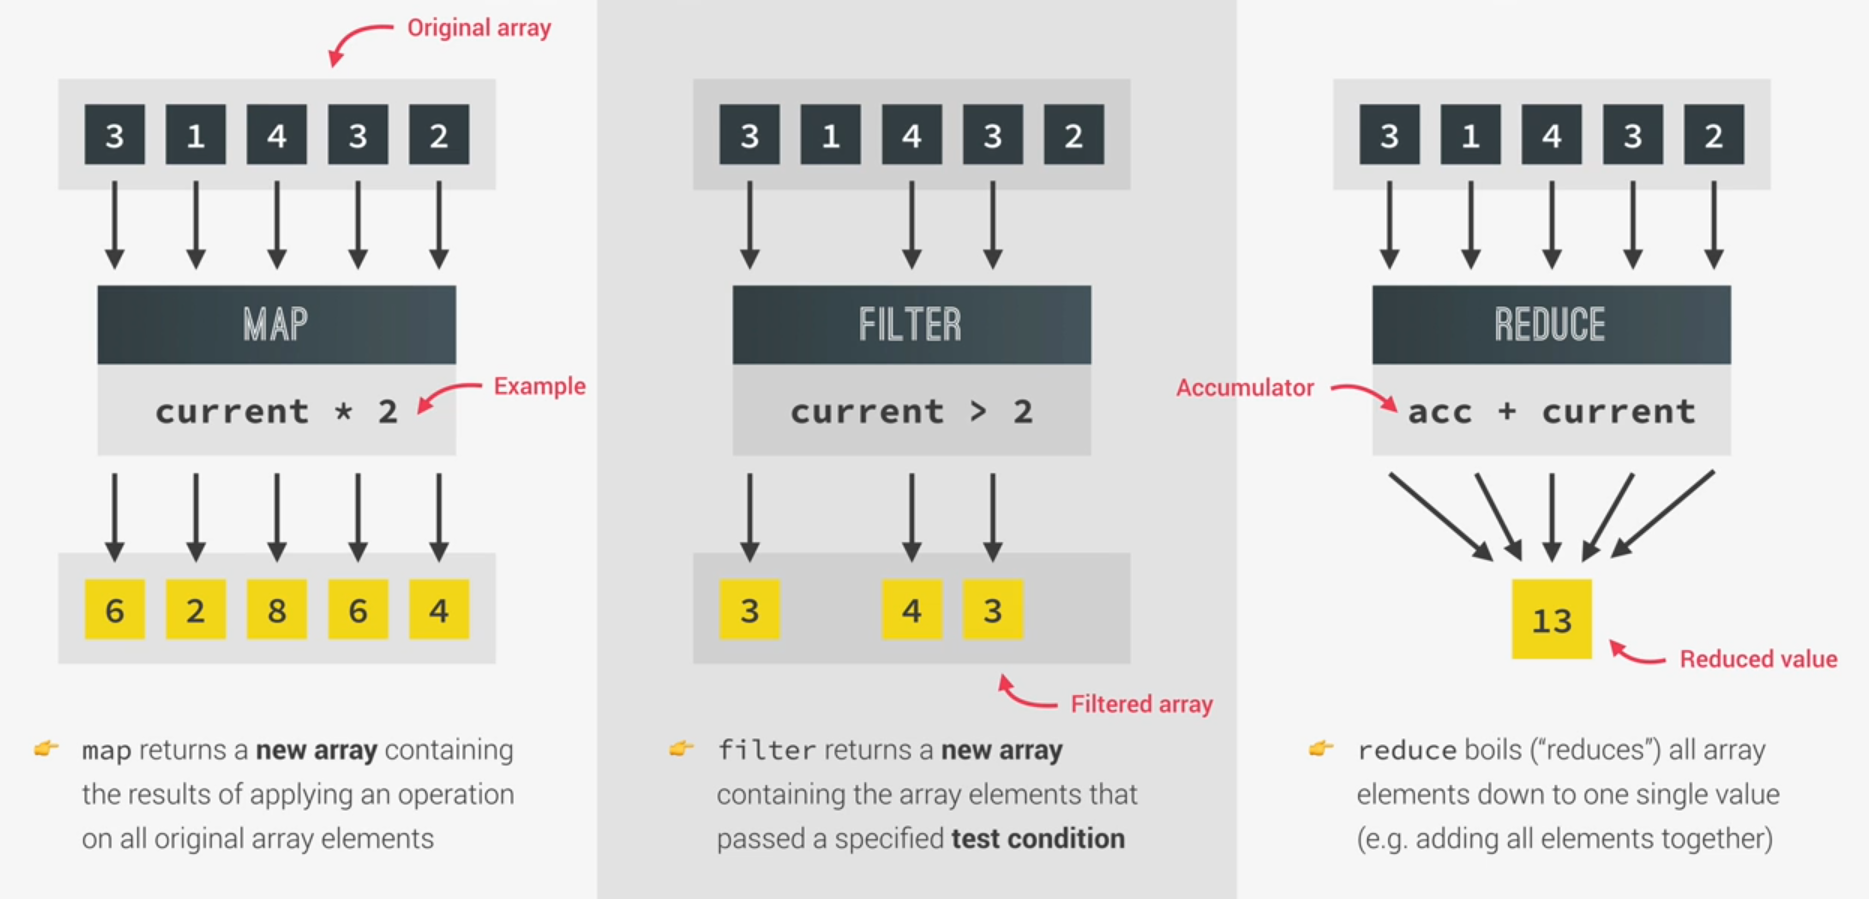 Original array
3 1 4 3 2
MAP
current * 2
Example
6 2 8 6 4
👉 map returns a new array containing
the results of applying an operation
on all original array elements
3 1 4 3 2
FILTER
current > 2
3 4 3
Filtered array
👉 filter returns a new array
containing the array elements that
passed a specified test condition
3 1 4 3 2
REDUCE
Accumulator
acc + current
13
Reduced value
👉 reduce boils (“reduces”) all array
elements down to one single value
(e.g. adding all elements together)